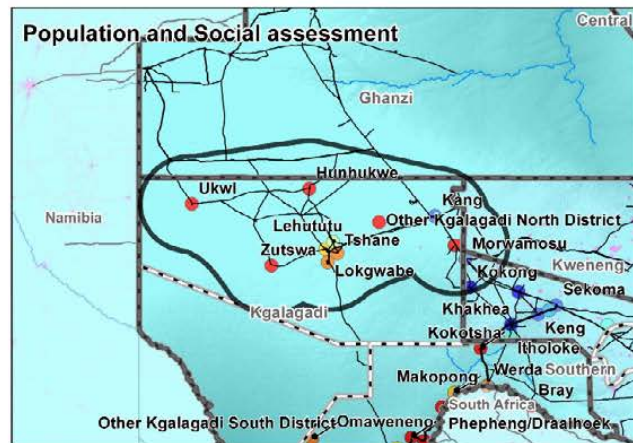 Population and Social assessment
Central
Ghanzi
Hunhukwe
Ukwi
Kang
Namibia
Lehututu
Other Kgalagadi North District
Tshane
Morwamosu
Zutswa
Lokgwabe
Kokong
Kweneng
Sekoma
Kgalagadi
Khakhea
Keng
Kokotsha
Itholoke
Werda
Southern
Makopong
Bray
South Africa
Other Kgalagadi South District
Omaweneno
Phepheng/Draaihoek